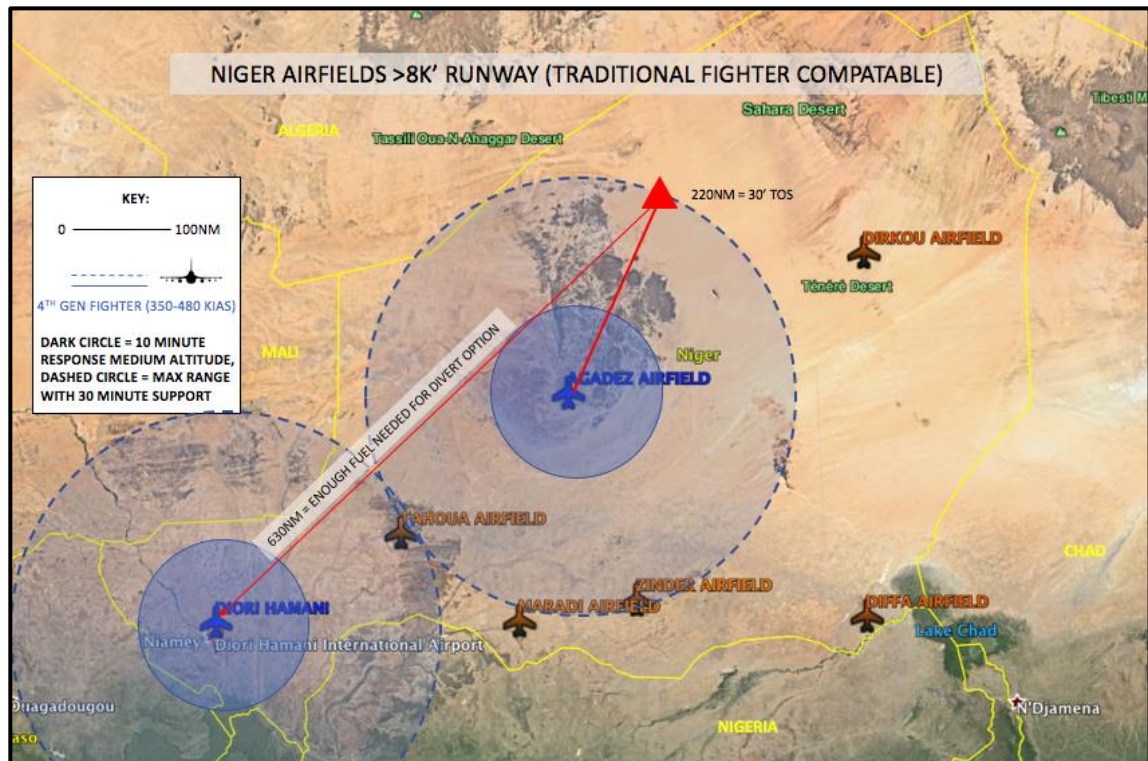 NIGER AIRFIELDS >8K' RUNWAY (TRADITIONAL FIGHTER COMPATABLE)
Tibesti M
Sahara Desert
ALGERIA
Tassili Oua-N-Ahaggar Desert
KEY:
0 100NM
4TH GEN FIGHTER (350-480 KIAS)
DARK CIRCLE = 10 MINUTE
RESPONSE MEDIUM ALTITUDE,
DASHED CIRCLE = MAX RANGE
WITH 30 MINUTE SUPPORT
220NM = 30' TOS
DIRKOU AIRFIELD
Ténéré Desert
MALI
Niger
AGADEZ AIRFIELD
630NM = ENOUGH FUEL NEEDED FOR DIVERT OPTION
TAHOUA AIRFIELD
CHAD
ZINDER AIRFIELD
MARADI AIRFIELD
DIFFA AIRFIELD
Lake Chad
DIORI HAMANI
Niamey
Diori Hamani International Airport
Ouagadougou
N'Djamena
NIGERIA
aso